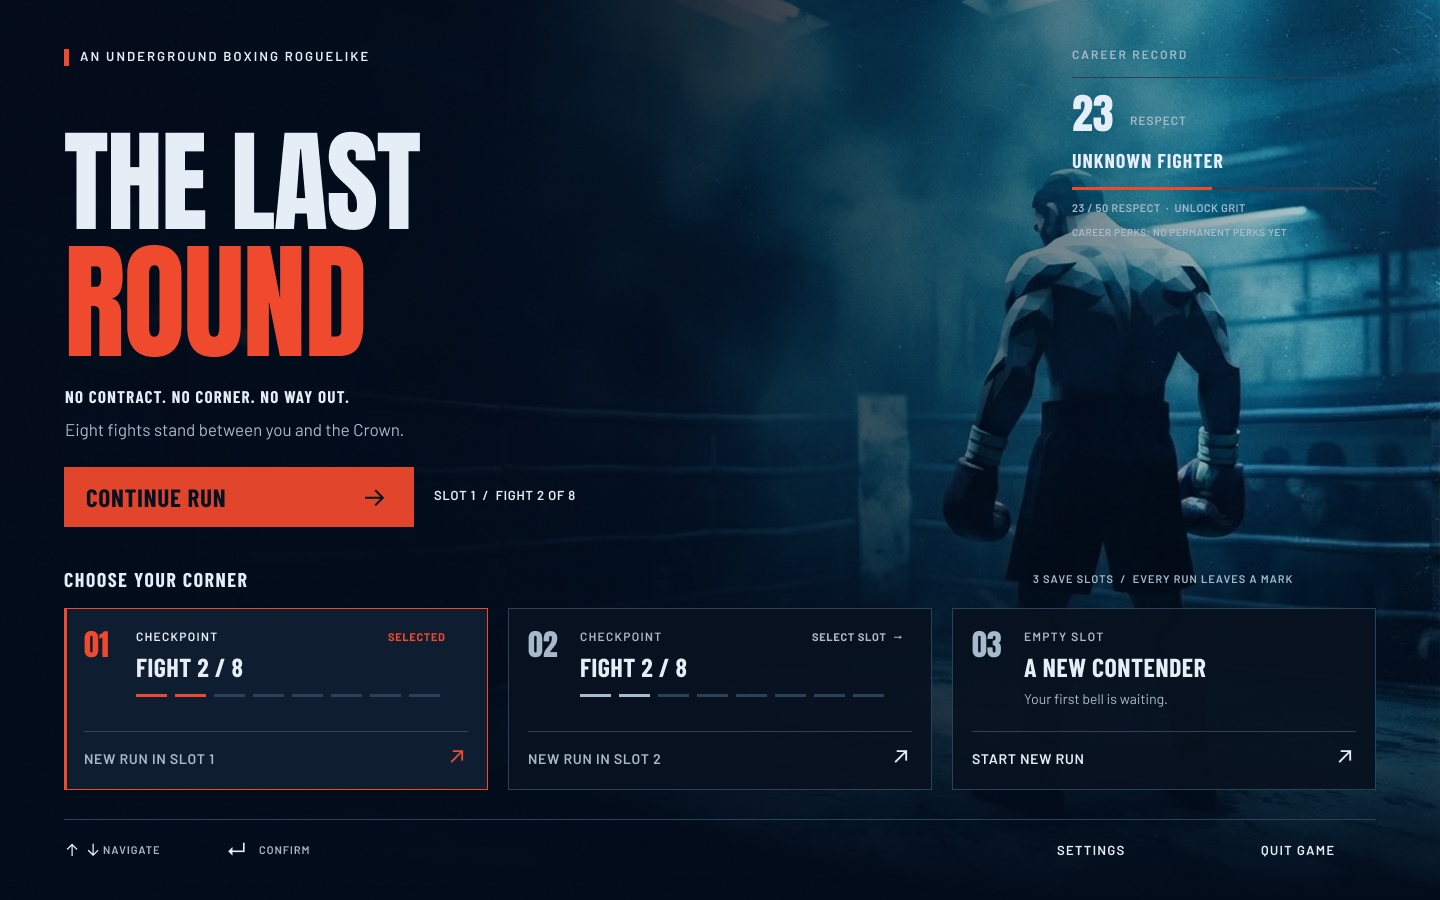 AN UNDERGROUND BOXING ROGUELIKE
CAREER RECORD
23 RESPECT
UNKNOWN FIGHTER
23 / 50 RESPECT · UNLOCK GRIT
CAREER PERKS: NO PERMANENT PERKS YET
THE LAST
ROUND
NO CONTRACT. NO CORNER. NO WAY OUT.
Eight fights stand between you and the Crown.
CONTINUE RUN →
SLOT 1 / FIGHT 2 OF 8
CHOOSE YOUR CORNER
3 SAVE SLOTS / EVERY RUN LEAVES A MARK
01
CHECKPOINT
SELECTED
FIGHT 2 / 8
NEW RUN IN SLOT 1 ↗
02
CHECKPOINT
SELECT SLOT →
FIGHT 2 / 8
NEW RUN IN SLOT 2 ↗
03
EMPTY SLOT
A NEW CONTENDER
Your first bell is waiting.
START NEW RUN ↗
↑ ↓ NAVIGATE
↵ CONFIRM
SETTINGS
QUIT GAME